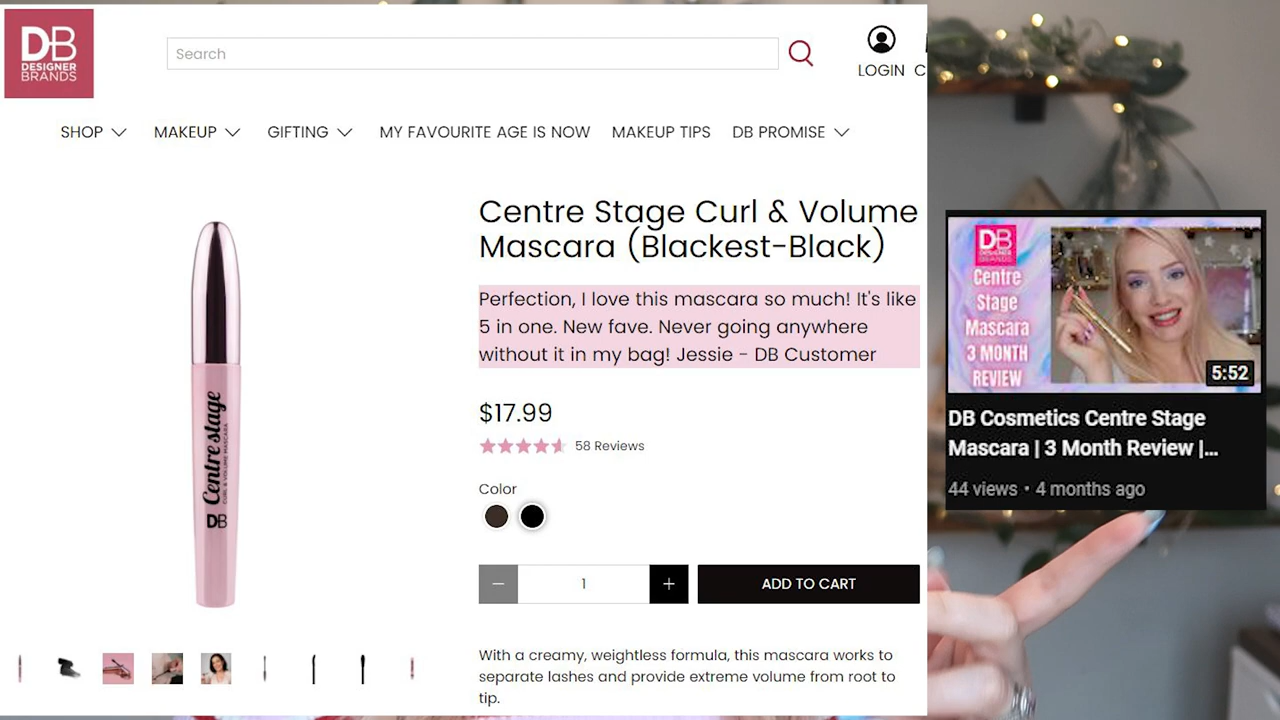 DB
DESIGNER
BRANDS
Search
LOGIN
SHOP MAKEUP GIFTING MY FAVOURITE AGE IS NOW MAKEUP TIPS DB PROMISE
Centre Stage Curl & Volume
Mascara (Blackest-Black)
Perfection, I love this mascara so much! It's like
5 in one. New fave. Never going anywhere
without it in my bag! Jessie - DB Customer
$17.99
58 Reviews
Color
− 1 + ADD TO CART
With a creamy, weightless formula, this mascara works to
separate lashes and provide extreme volume from root to
tip.
Centre stage
CURL & VOLUME MASCARA
DB
DB
DESIGNER
BRANDS
Centre
Stage
Mascara
3 MONTH
REVIEW
5:52
DB Cosmetics Centre Stage
Mascara | 3 Month Review |...
44 views • 4 months ago